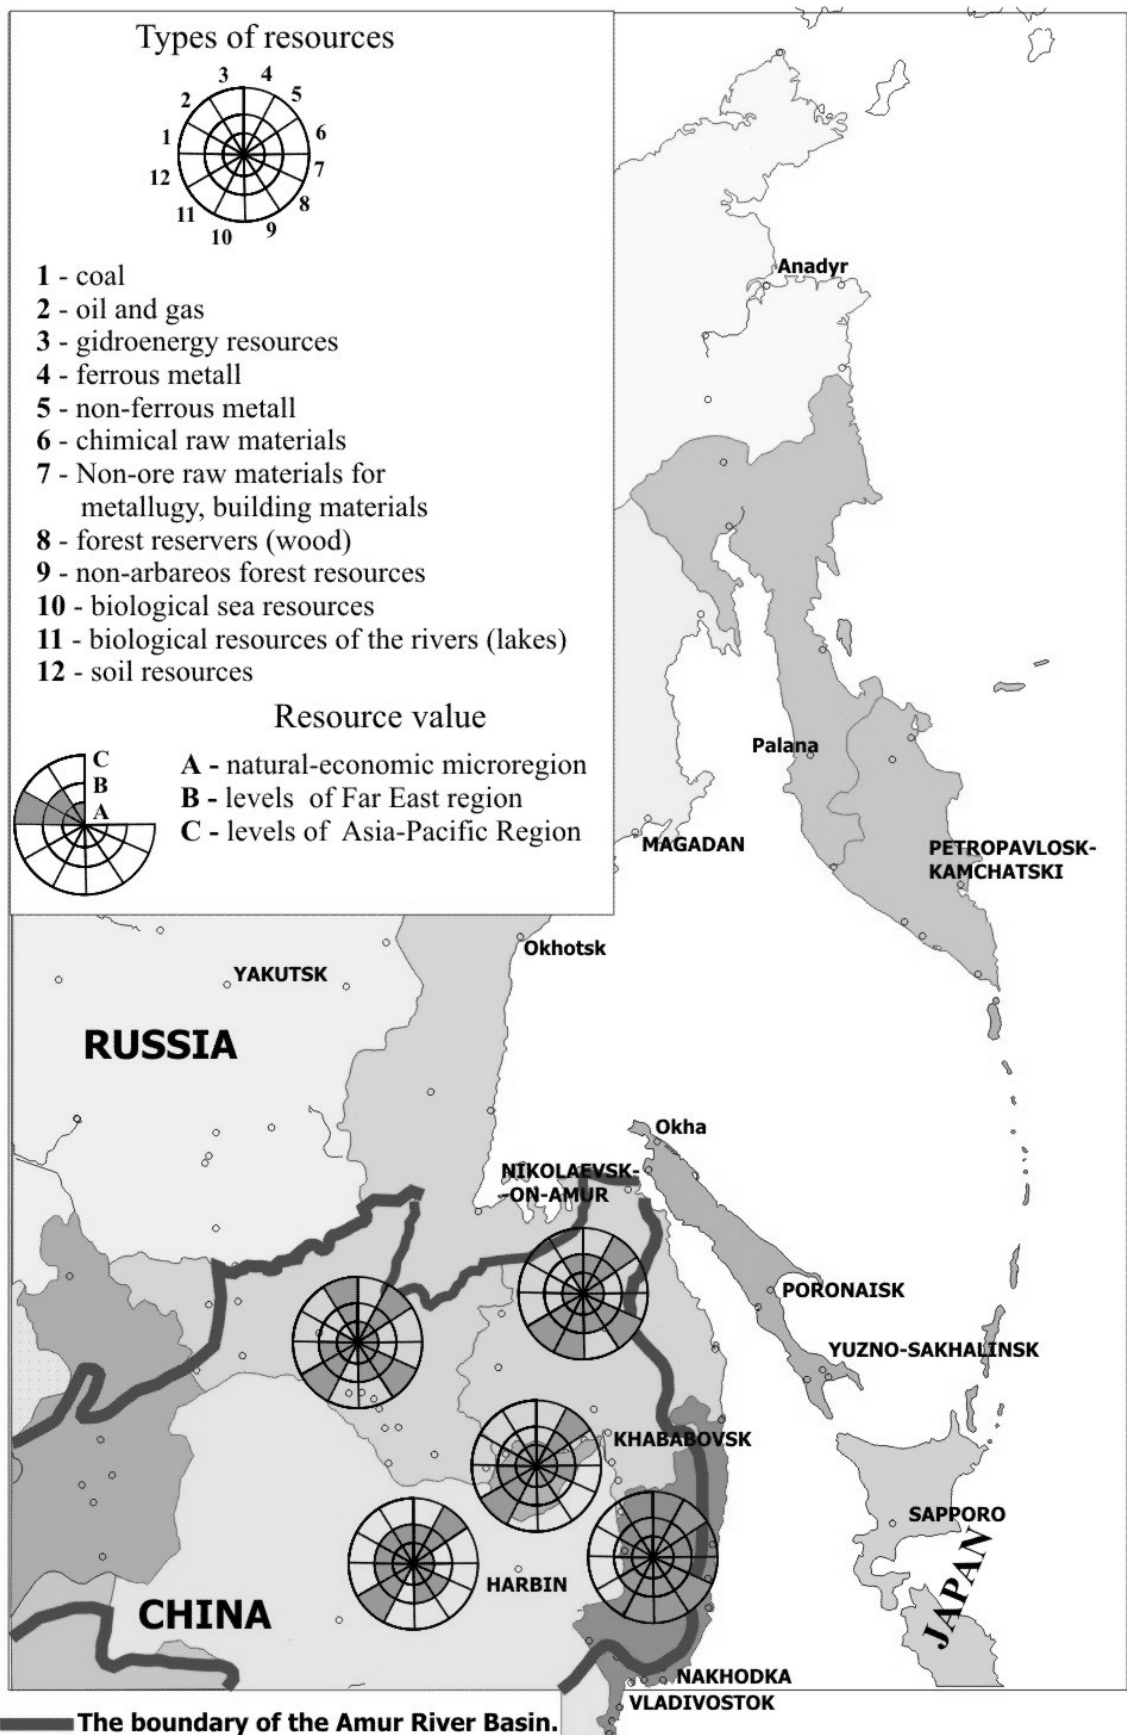 Types of resources
3
4
2
5
1
6
12
7
11
8
10
9
1 - coal
2 - oil and gas
3 - gidroenergy resources
4 - ferrous metall
5 - non-ferrous metall
6 - chimical raw materials
7 - Non-ore raw materials for
metallugy, building materials
8 - forest reservers (wood)
9 - non-arbareos forest resources
10 - biological sea resources
11 - biological resources of the rivers (lakes)
12 - soil resources
Resource value
C
B
A
A - natural-economic microregion
B - levels of Far East region
C - levels of Asia-Pacific Region
Anadyr
Palana
MAGADAN
PETROPAVLOSK-
KAMCHATSKI
Okhotsk
YAKUTSK
RUSSIA
Okha
NIKOLAEVSK-
-ON-AMUR
PORONAISK
YUZNO-SAKHALINSK
KHABABOVSK
SAPPORO
JAPAN
HARBIN
CHINA
NAKHODKA
VLADIVOSTOK
The boundary of the Amur River Basin.